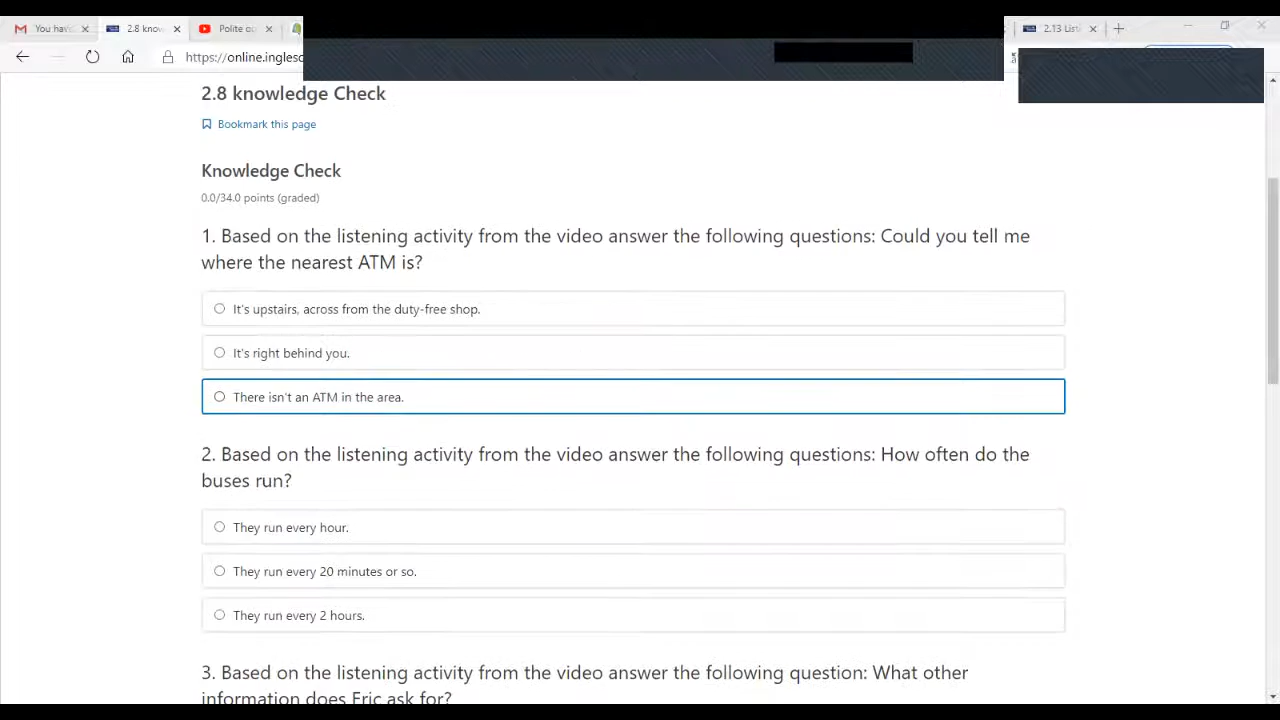 You hav 2.8 know Polite ou 2.13 List
https://online.inglesc
2.8 knowledge Check
Bookmark this page
Knowledge Check
0.0/34.0 points (graded)
1. Based on the listening activity from the video answer the following questions: Could you tell me
where the nearest ATM is?
It's upstairs, across from the duty-free shop.
It's right behind you.
There isn't an ATM in the area.
2. Based on the listening activity from the video answer the following questions: How often do the
buses run?
They run every hour.
They run every 20 minutes or so.
They run every 2 hours.
3. Based on the listening activity from the video answer the following question: What other
information does Eric ask for?